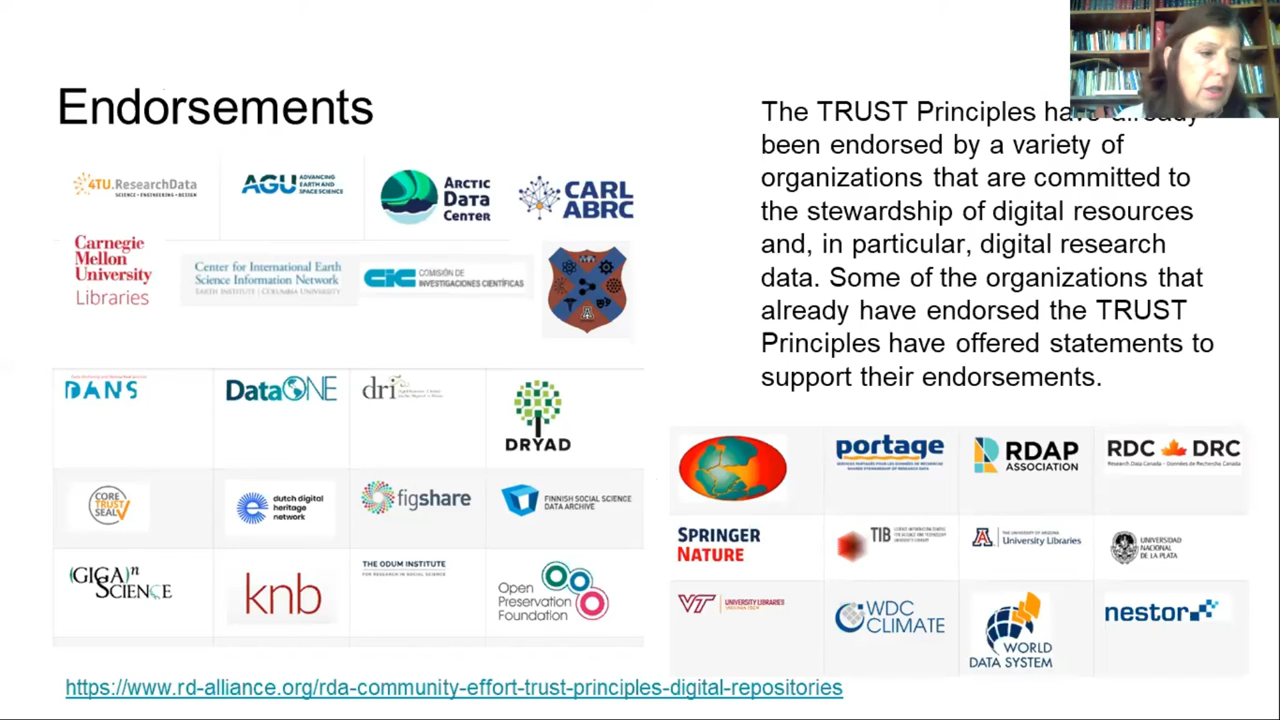 Endorsements
The TRUST Principles have already
been endorsed by a variety of
organizations that are committed to
the stewardship of digital resources
and, in particular, digital research
data. Some of the organizations that
already have endorsed the TRUST
Principles have offered statements to
support their endorsements.
4TU.ResearchData
SCIENCE • ENGINEERING • DESIGN
AGU
ADVANCING
EARTH AND
SPACE SCIENCE
ARCTIC
DATA
CENTER
CARL
ABRC
Carnegie
Mellon
University
Libraries
Center for International Earth
Science Information Network
EARTH INSTITUTE | COLUMBIA UNIVERSITY
CIC
COMISIÓN DE
INVESTIGACIONES CIENTÍFICAS
DANS
DataONE
dri
DRYAD
CORE
TRUST
SEAL
dutch digital
heritage
network
figshare
FINNISH SOCIAL SCIENCE
DATA ARCHIVE
(GIGA)n
SCIENCE
knb
THE ODUM INSTITUTE
FOR RESEARCH IN SOCIAL SCIENCE
Open
Preservation
Foundation
portage
RDAP
ASSOCIATION
RDC DRC
Research Data Canada - Données de Recherche Canada
SPRINGER
NATURE
TIB
THE UNIVERSITY OF ARIZONA
University Libraries
UNIVERSIDAD
NACIONAL
DE LA PLATA
VT
UNIVERSITY LIBRARIES
VIRGINIA TECH
WDC
CLIMATE
WORLD
DATA SYSTEM
nestor
https://www.rd-alliance.org/rda-community-effort-trust-principles-digital-repositories